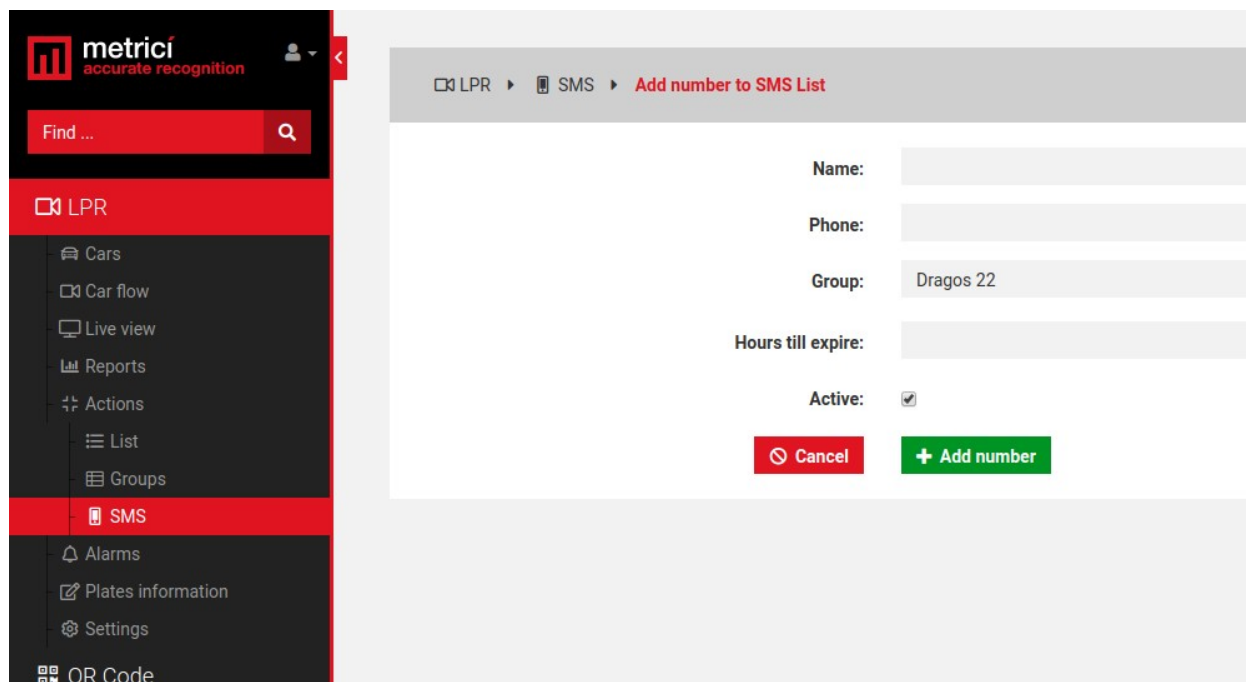 metricí
accurate recognition
Find ...
LPR
Cars
Car flow
Live view
Reports
Actions
List
Groups
SMS
Alarms
Plates information
Settings
QR Code
LPR SMS Add number to SMS List
Name:
Phone:
Group: Dragos 22
Hours till expire:
Active:
Cancel Add number